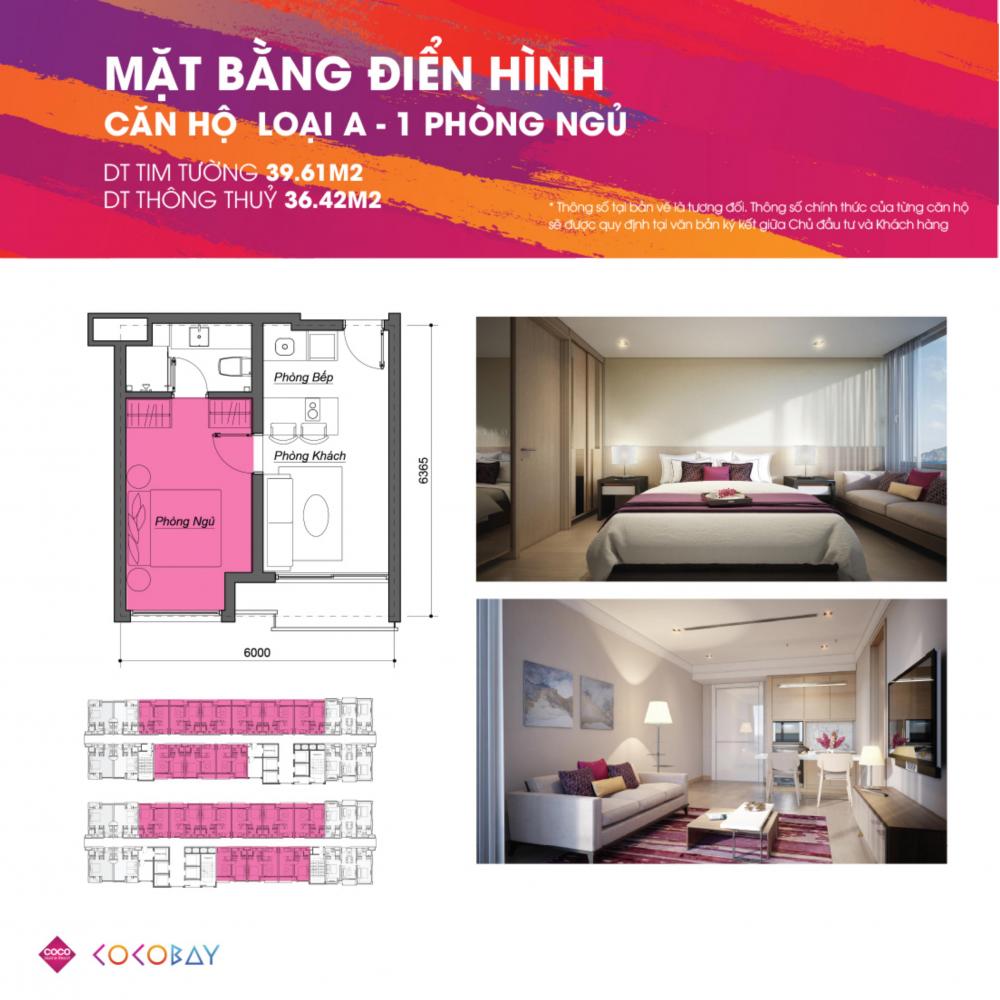 MẶT BẰNG ĐIỂN HÌNH
CĂN HỘ LOẠI A - 1 PHÒNG NGỦ
DT TIM TƯỜNG 39.61M2
DT THÔNG THUỶ 36.42M2
* Thông số tại bản vẽ là tương đối. Thông số chính thức của từng căn hộ
sẽ được quy định tại văn bản ký kết giữa Chủ đầu tư và Khách hàng
Phòng Bếp
Phòng Khách
Phòng Ngủ
6365
6000
COCO
COCOBAY